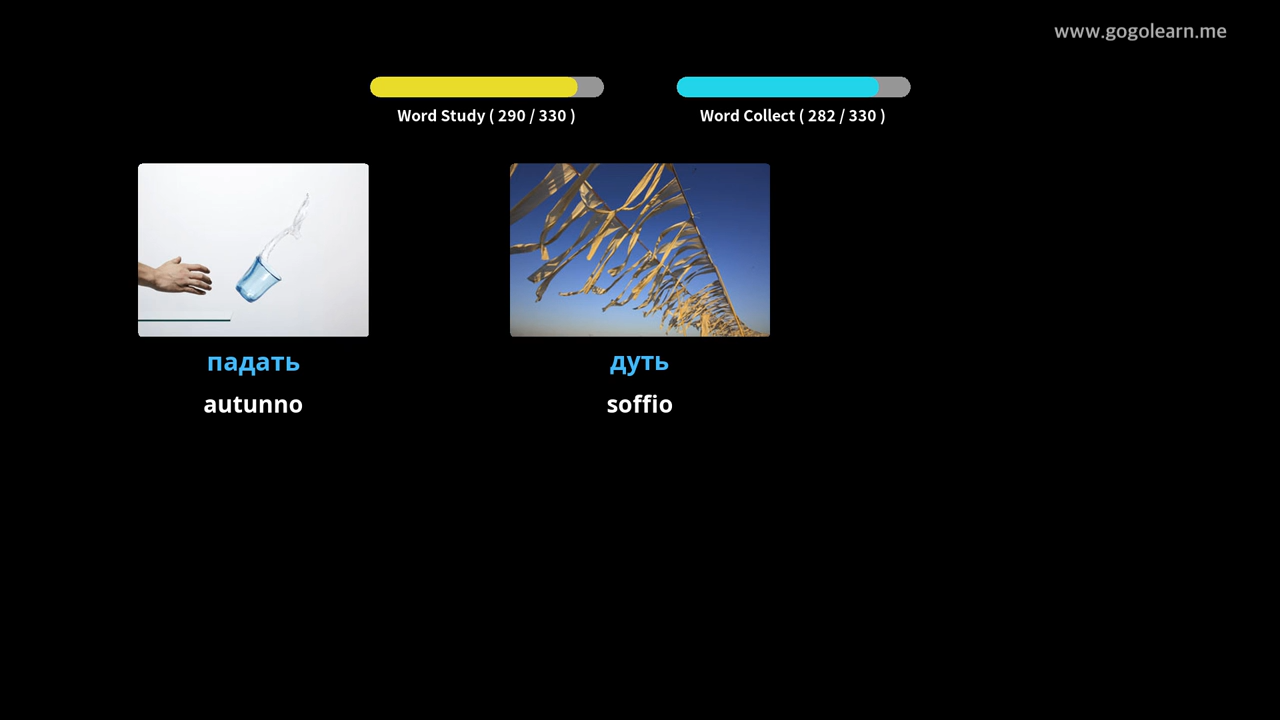 www.gogolearn.me
Word Study ( 290 / 330 )
Word Collect ( 282 / 330 )
падать
дуть
autunno
soffio